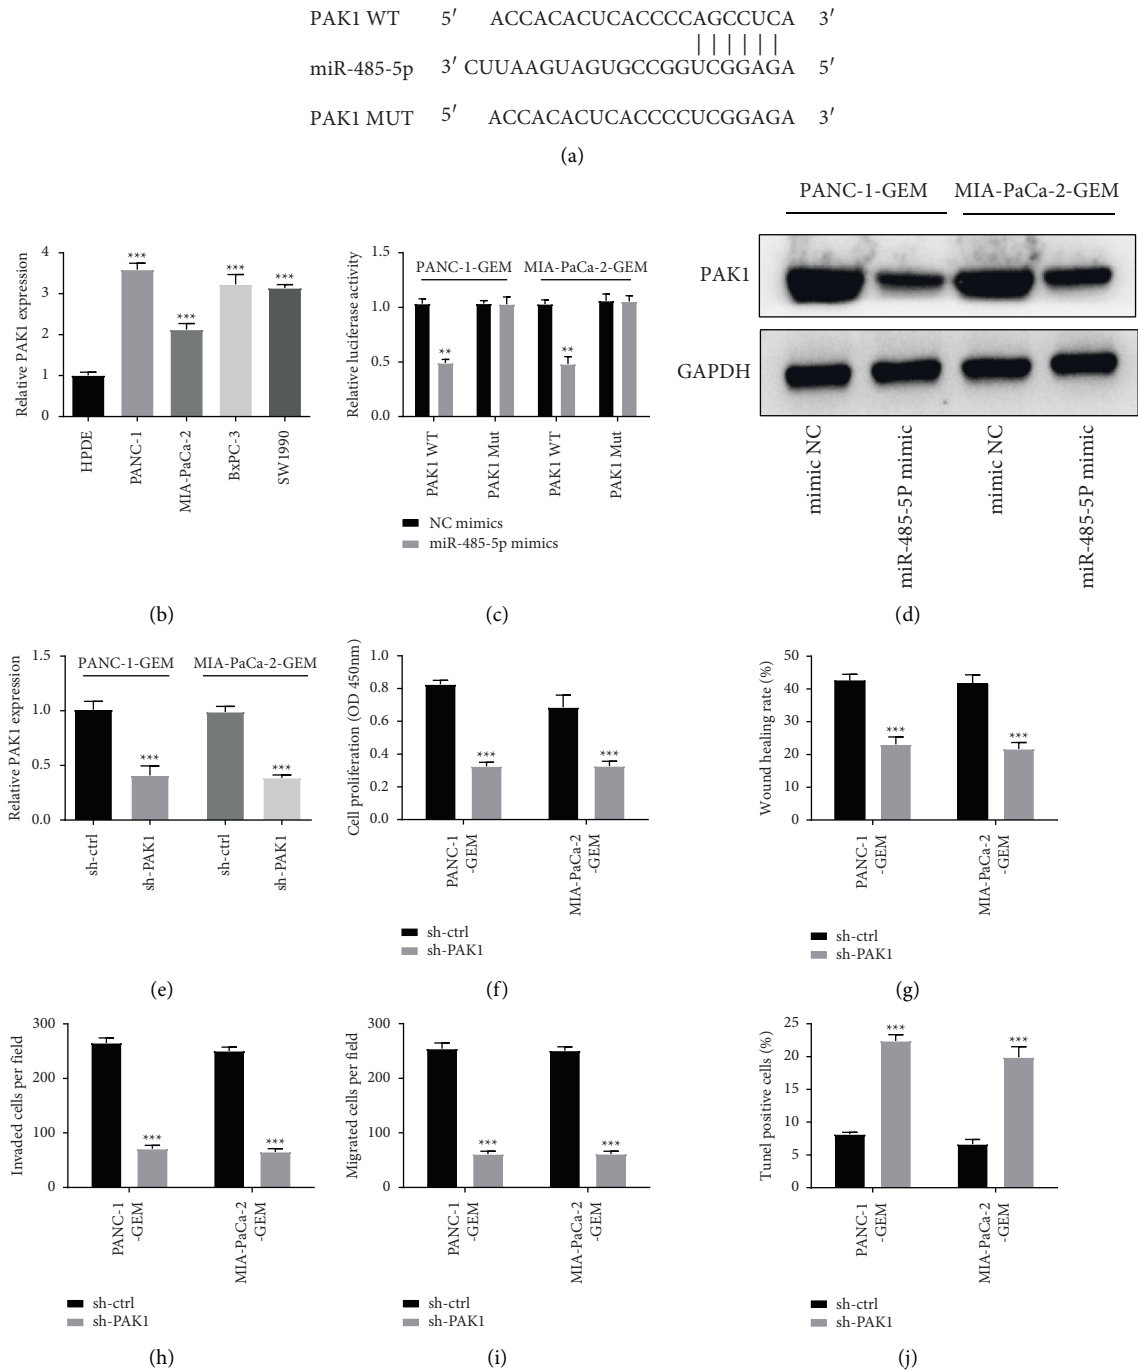 PAK1 WT 5′ ACCACACUCACCCCAGCCUCA 3′
miR-485-5p 3′ CUUAAGUAGUGCCGGUCGGAGA 5′
PAK1 MUT 5′ ACCACACUCACCCCUCGGAGA 3′
(a)
Relative PAK1 expression
4
3
2
1
0
***
***
***
***
HPDE
PANC-1
MIA-PaCa-2
BxPC-3
SW1990
(b)
Relative luciferase activity
1.5
1.0
0.5
0.0
PANC-1-GEM MIA-PaCa-2-GEM
**
**
PAK1 WT
PAK1 Mut
PAK1 WT
PAK1 Mut
NC mimics
miR-485-5p mimics
(c)
PANC-1-GEM MIA-PaCa-2-GEM
PAK1
GAPDH
mimic NC
miR-485-5P mimic
mimic NC
miR-485-5P mimic
(d)
Relative PAK1 expression
1.5
1.0
0.5
0.0
PANC-1-GEM MIA-PaCa-2-GEM
***
***
sh-ctrl
sh-PAK1
sh-ctrl
sh-PAK1
(e)
Cell proliferation (OD 450nm)
1.0
0.8
0.6
0.4
0.2
0.0
***
***
PANC-1
-GEM
MIA-PaCa-2
-GEM
sh-ctrl
sh-PAK1
(f)
Wound healing rate (%)
50
40
30
20
10
0
***
***
PANC-1
-GEM
MIA-PaCa-2
-GEM
sh-ctrl
sh-PAK1
(g)
Invaded cells per field
300
200
100
0
***
***
PANC-1
-GEM
MIA-PaCa-2
-GEM
sh-ctrl
sh-PAK1
(h)
Migrated cells per field
300
200
100
0
***
***
PANC-1
-GEM
MIA-PaCa-2
-GEM
sh-ctrl
sh-PAK1
(i)
Tunel positive cells (%)
25
20
15
10
5
0
***
***
PANC-1
-GEM
MIA-PaCa-2
-GEM
sh-ctrl
sh-PAK1
(j)